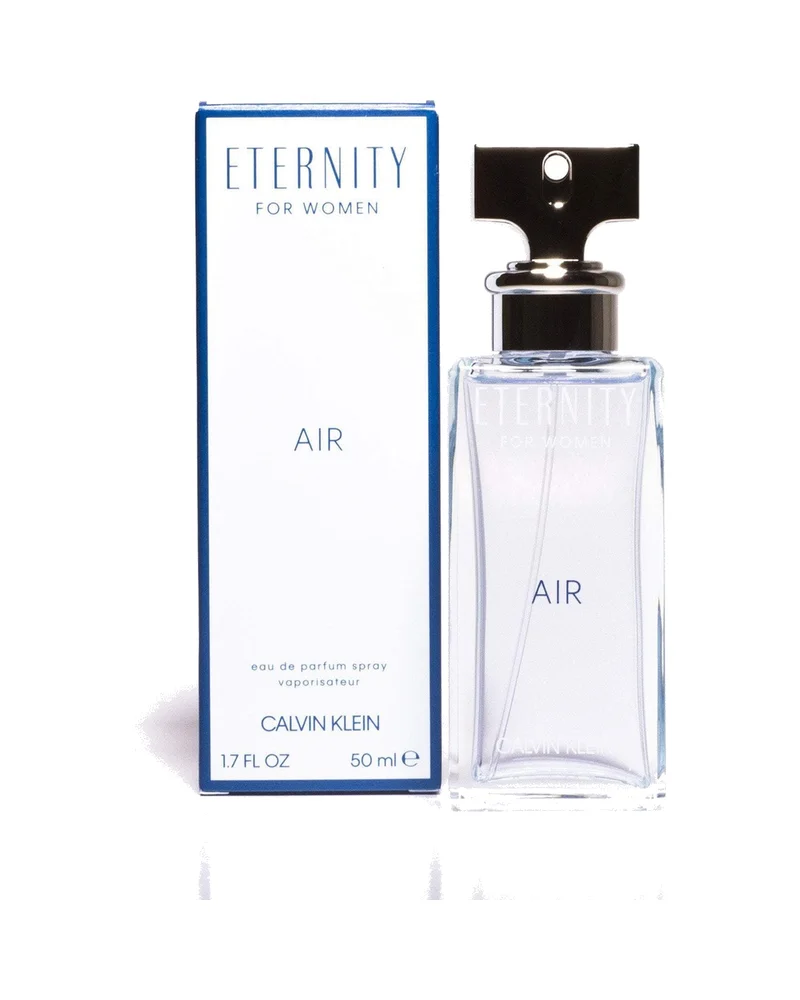 ETERNITY
FOR WOMEN
AIR
eau de parfum spray
vaporisateur
CALVIN KLEIN
1.7 FL OZ 50 ml ℮
ETERNITY
FOR WOMEN
AIR
CALVIN KLEIN